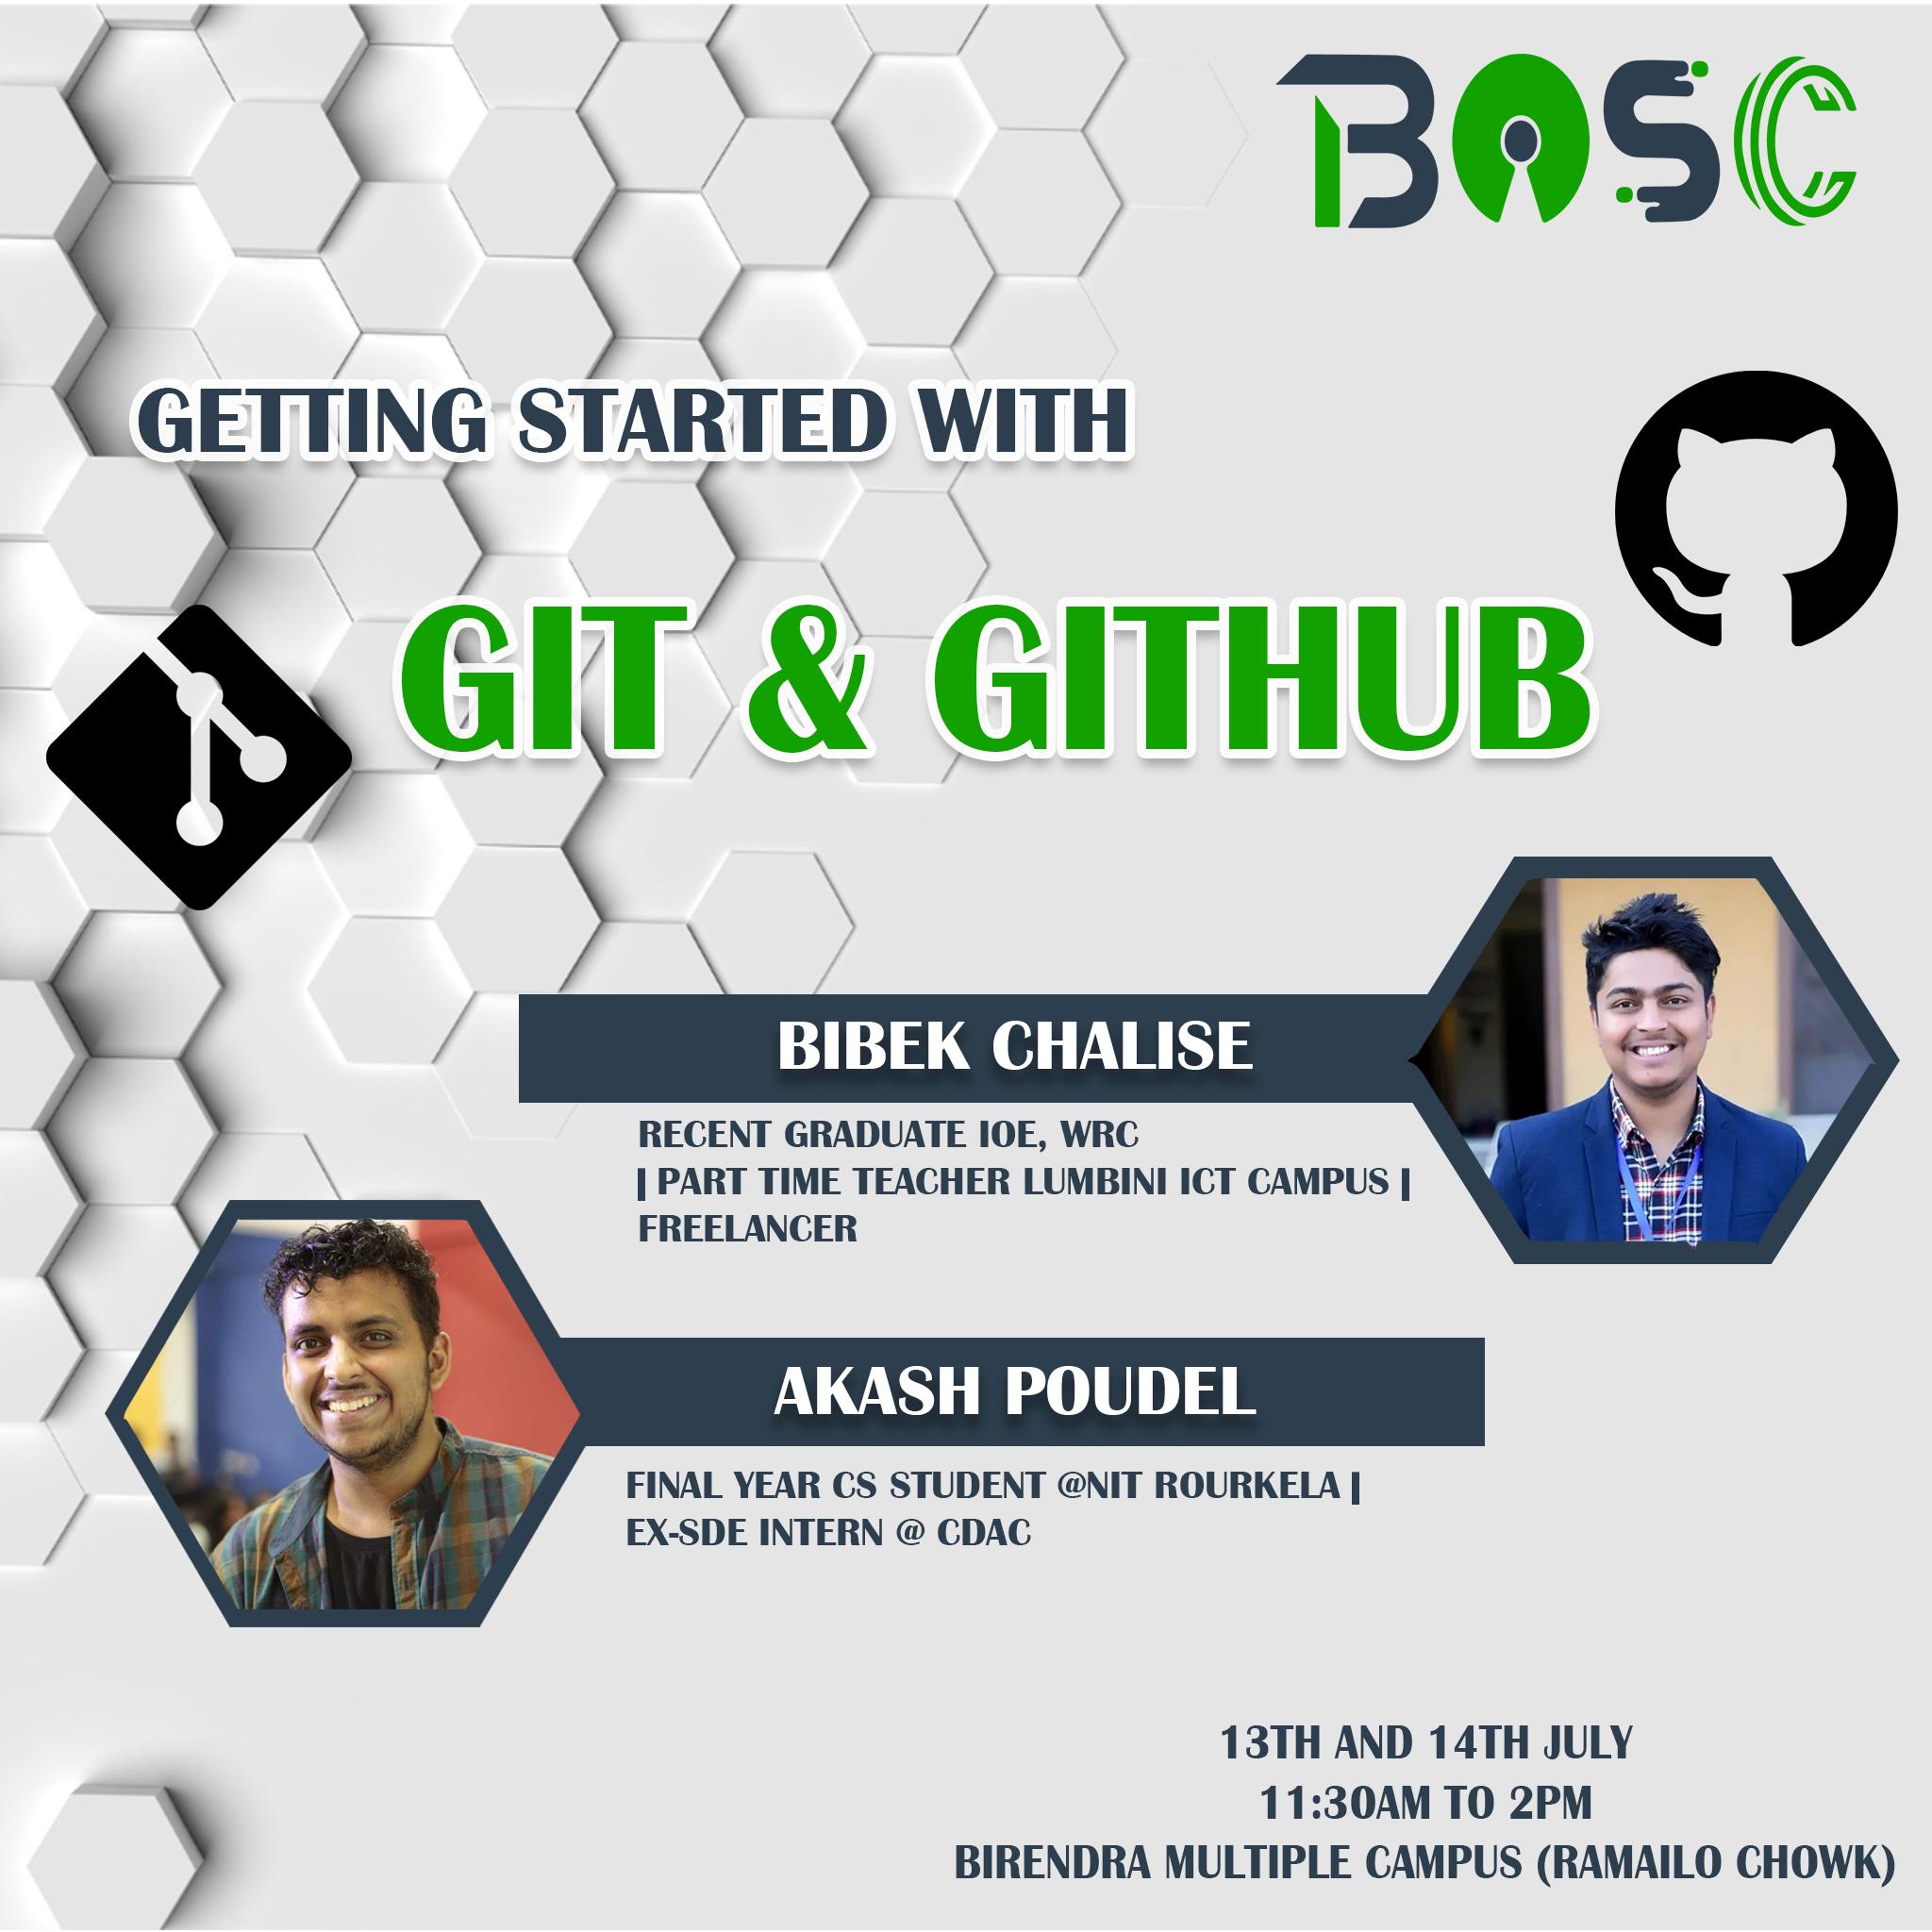 BOSC
GETTING STARTED WITH
GIT & GITHUB
BIBEK CHALISE
RECENT GRADUATE IOE, WRC
| PART TIME TEACHER LUMBINI ICT CAMPUS |
FREELANCER
AKASH POUDEL
FINAL YEAR CS STUDENT @NIT ROURKELA |
EX-SDE INTERN @ CDAC
13TH AND 14TH JULY
11:30AM TO 2PM
BIRENDRA MULTIPLE CAMPUS (RAMAILO CHOWK)